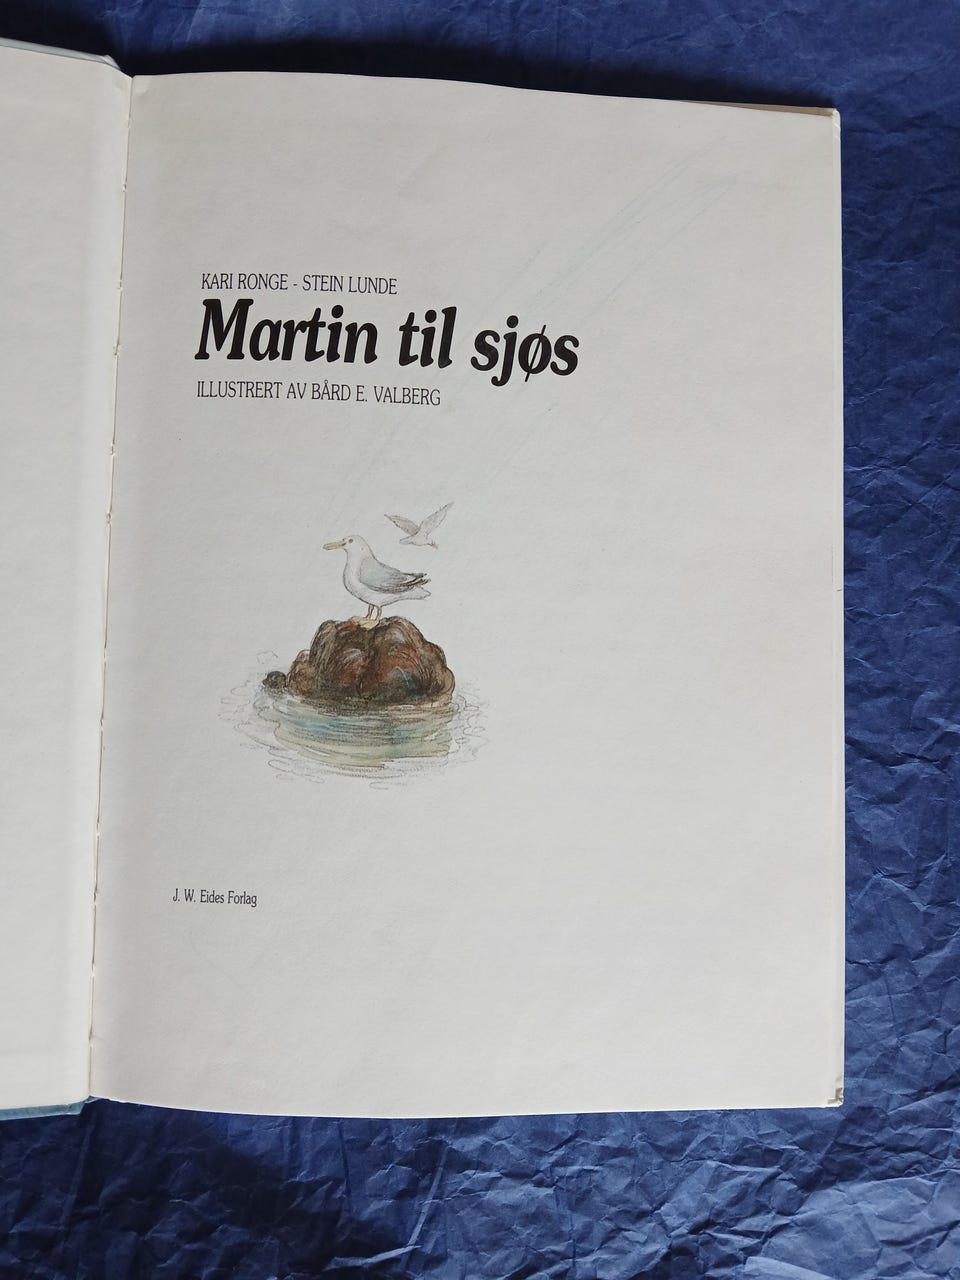 KARI RONGE - STEIN LUNDE
Martin til sjøs
ILLUSTRERT AV BÅRD E. VALBERG
J. W. Eides Forlag